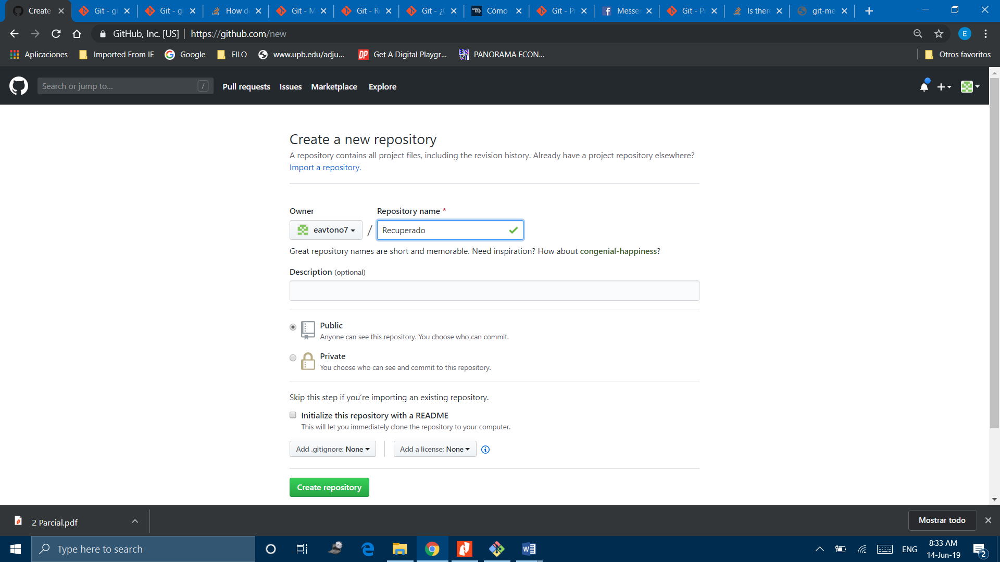 Create
Git - gi
Git - gi
How d
Git - M
Git - R
Git - ¿C
Cómo
Git - P
Messe
Git - P
Is ther
git-me
GitHub, Inc. [US] | https://github.com/new
E
Aplicaciones
Imported From IE
Google
FILO
www.upb.edu/adju...
Get A Digital Playgr...
PANORAMA ECON...
Otros favoritos
Search or jump to...
/
Pull requests
Issues
Marketplace
Explore
Create a new repository
A repository contains all project files, including the revision history. Already have a project repository elsewhere?
Import a repository.
Owner
Repository name *
eavtono7
/
Recuperado
Great repository names are short and memorable. Need inspiration? How about congenial-happiness?
Description (optional)
Public
Anyone can see this repository. You choose who can commit.
Private
You choose who can see and commit to this repository.
Skip this step if you’re importing an existing repository.
Initialize this repository with a README
This will let you immediately clone the repository to your computer.
Add .gitignore: None
Add a license: None
Create repository
2 Parcial.pdf
Mostrar todo
Type here to search
ENG
8:33 AM
14-Jun-19
2